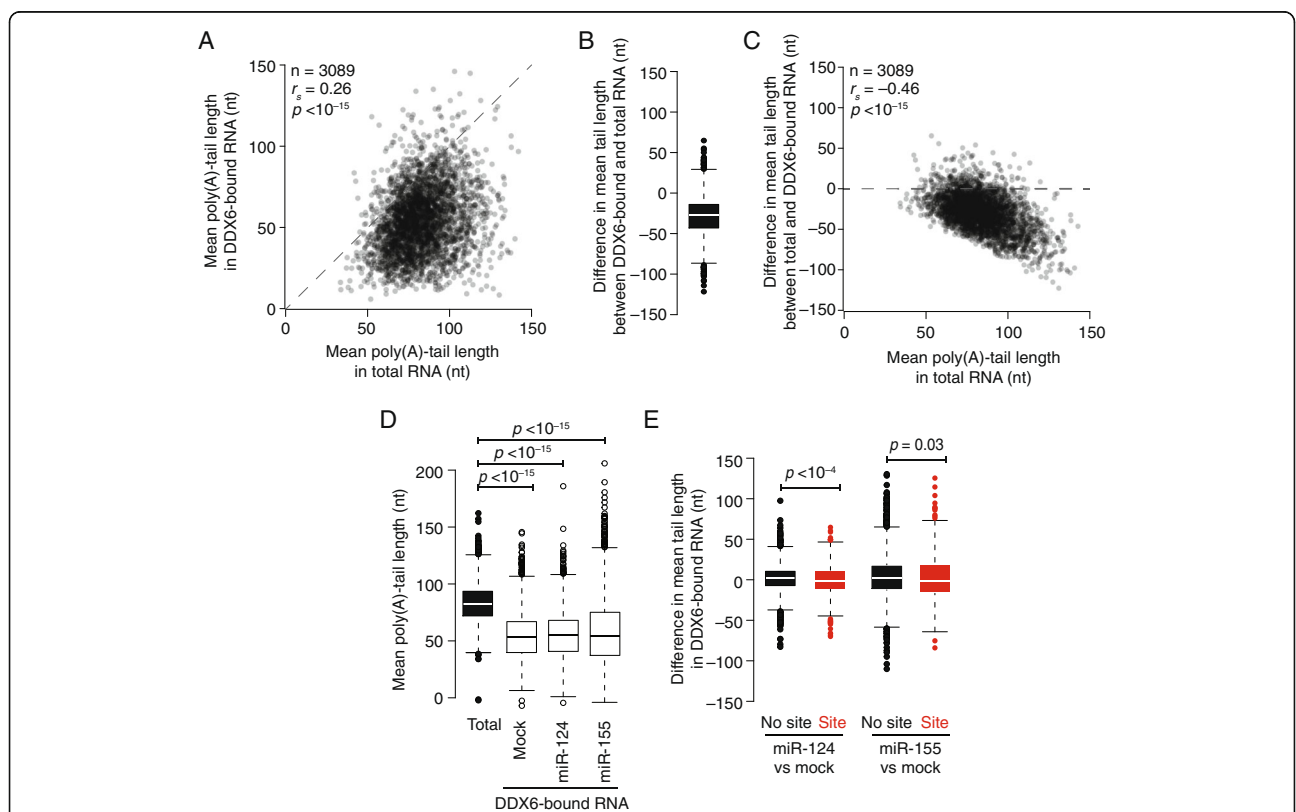 A
Mean poly(A)-tail length
in DDX6-bound RNA (nt)
150
100
50
0
n = 3089
rs = 0.26
p <10−15
0
50
100
150
Mean poly(A)-tail length
in total RNA (nt)
B
Difference in mean tail length
between DDX6-bound and total RNA (nt)
150
100
50
0
−50
−100
−150
C
Difference in mean tail length
between total and DDX6-bound RNA (nt)
150
100
50
0
−50
−100
−150
n = 3089
rs = −0.46
p <10−15
0
50
100
150
Mean poly(A)-tail length
in total RNA (nt)
D
Mean poly(A)-tail length (nt)
200
150
100
50
0
p <10−15
p <10−15
p <10−15
Total
Mock
miR-124
miR-155
DDX6-bound RNA
E
Difference in mean tail length
in DDX6-bound RNA (nt)
150
100
50
0
−50
−100
−150
p <10−4
p = 0.03
No site Site
No site Site
miR-124
vs mock
miR-155
vs mock